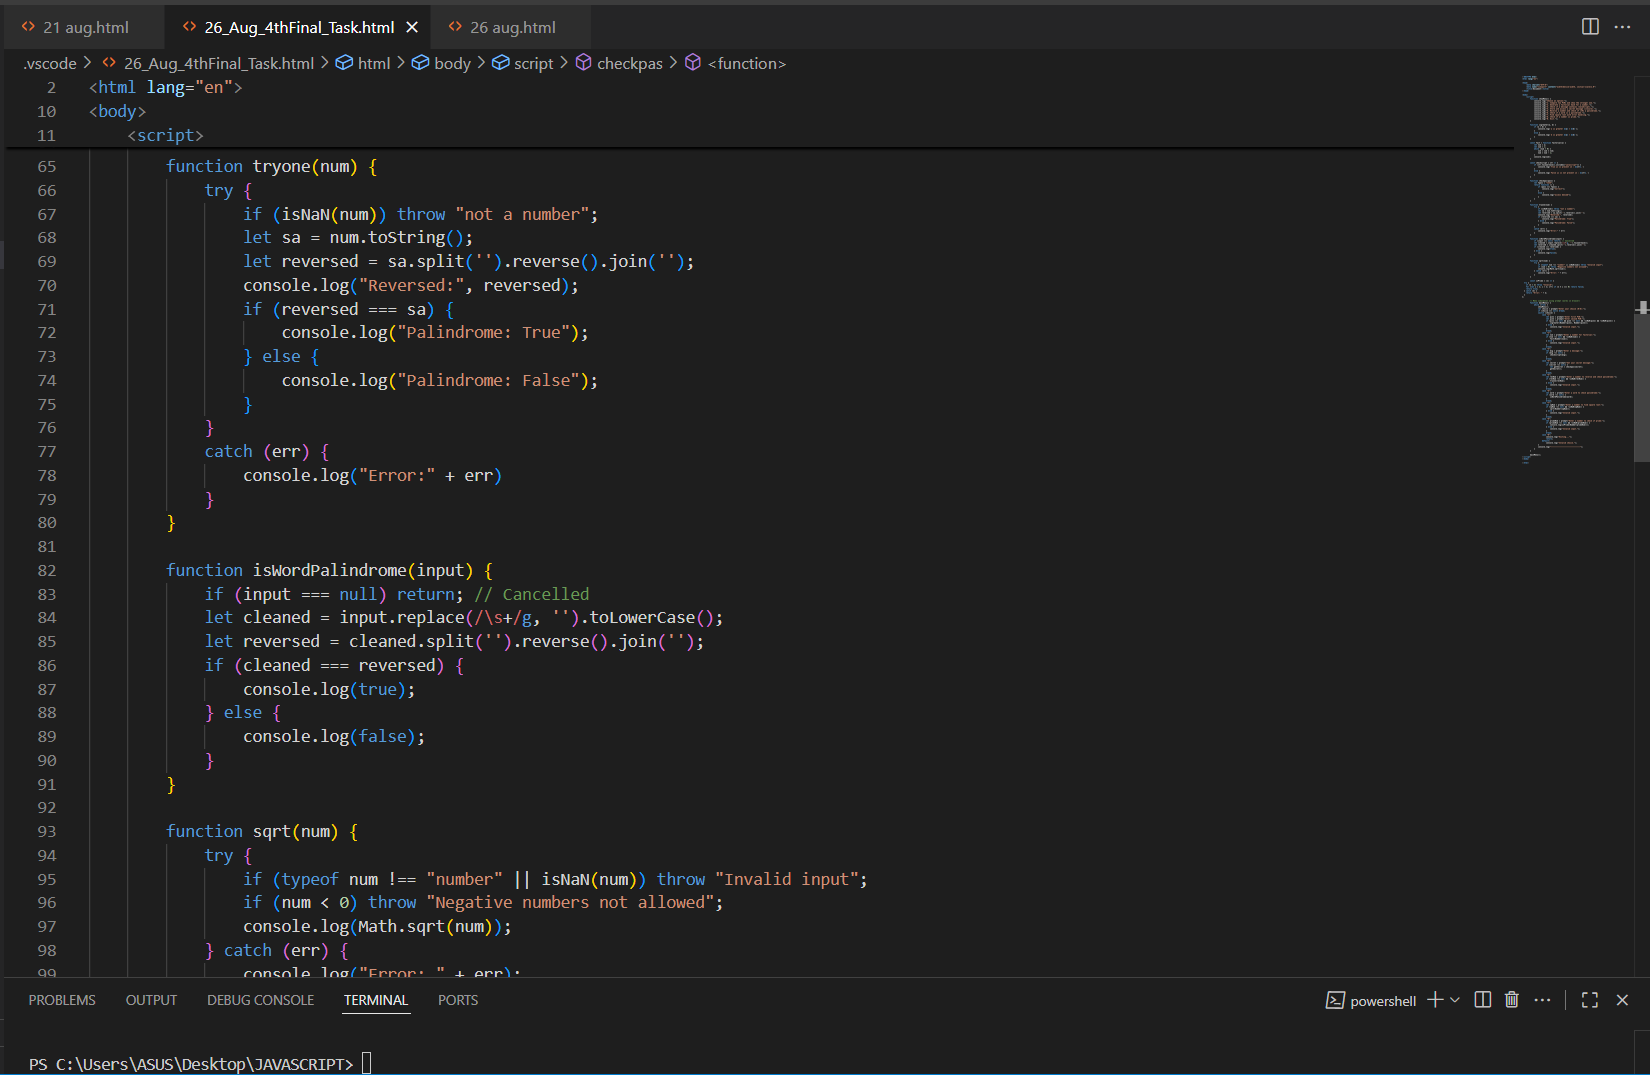 21 aug.html
26_Aug_4thFinal_Task.html
26 aug.html
.vscode > 26_Aug_4thFinal_Task.html > html > body > script > checkpas > <function>
2 <html lang="en">
10 <body>
11 <script>
65 function tryone(num) {
66 try {
67 if (isNaN(num)) throw "not a number";
68 let sa = num.toString();
69 let reversed = sa.split('').reverse().join('');
70 console.log("Reversed:", reversed);
71 if (reversed === sa) {
72 console.log("Palindrome: True");
73 } else {
74 console.log("Palindrome: False");
75 }
76 }
77 catch (err) {
78 console.log("Error:" + err)
79 }
80 }
81
82 function isWordPalindrome(input) {
83 if (input === null) return; // Cancelled
84 let cleaned = input.replace(/\s+/g, '').toLowerCase();
85 let reversed = cleaned.split('').reverse().join('');
86 if (cleaned === reversed) {
87 console.log(true);
88 } else {
89 console.log(false);
90 }
91 }
92
93 function sqrt(num) {
94 try {
95 if (typeof num !== "number" || isNaN(num)) throw "Invalid input";
96 if (num < 0) throw "Negative numbers not allowed";
97 console.log(Math.sqrt(num));
98 } catch (err) {
99 console.log("Error: " + err);
PROBLEMS OUTPUT DEBUG CONSOLE TERMINAL PORTS
powershell
PS C:\Users\ASUS\Desktop\JAVASCRIPT>